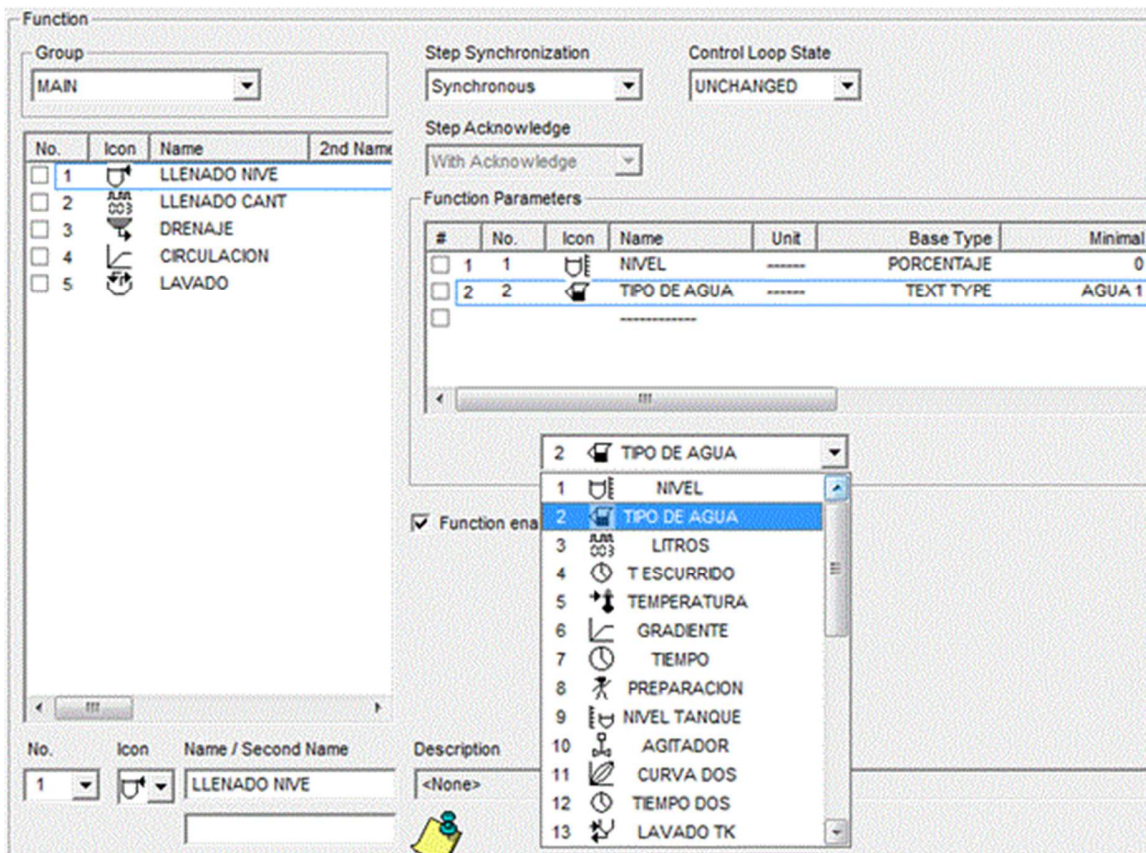 Function
Group
MAIN
Step Synchronization
Synchronous
Control Loop State
UNCHANGED
Step Acknowledge
With Acknowledge
No. Icon Name 2nd Name
1 LLENADO NIVE
2 LLENADO CANT
3 DRENAJE
4 CIRCULACION
5 LAVADO
Function Parameters
# No. Icon Name Unit Base Type Minimal
1 1 NIVEL ------ PORCENTAJE 0
2 2 TIPO DE AGUA ------ TEXT TYPE AGUA 1
------------
2 TIPO DE AGUA
1 NIVEL
2 TIPO DE AGUA
3 LITROS
4 T ESCURRIDO
5 TEMPERATURA
6 GRADIENTE
7 TIEMPO
8 PREPARACION
9 NIVEL TANQUE
10 AGITADOR
11 CURVA DOS
12 TIEMPO DOS
13 LAVADO TK
Function ena
No. Icon Name / Second Name Description
1 LLENADO NIVE <None>